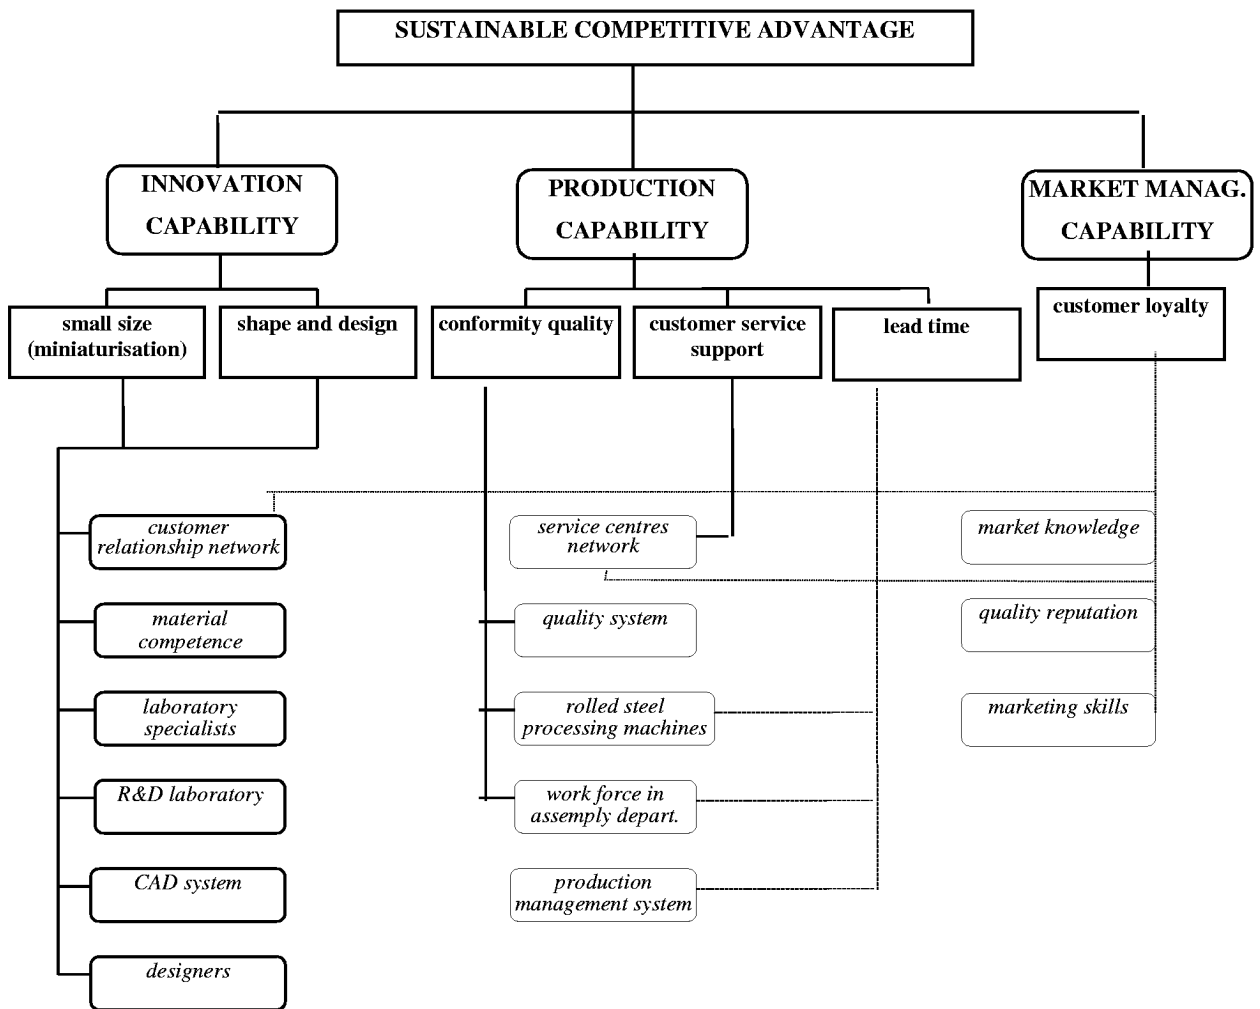 SUSTAINABLE COMPETITIVE ADVANTAGE
INNOVATION
CAPABILITY
PRODUCTION
CAPABILITY
MARKET MANAG.
CAPABILITY
small size
(miniaturisation)
shape and design
conformity quality
customer service
support
lead time
customer loyalty
customer
relationship network
service centres
network
market knowledge
material
competence
quality system
quality reputation
laboratory
specialists
rolled steel
processing machines
marketing skills
R&D laboratory
work force in
assemply depart.
CAD system
production
management system
designers